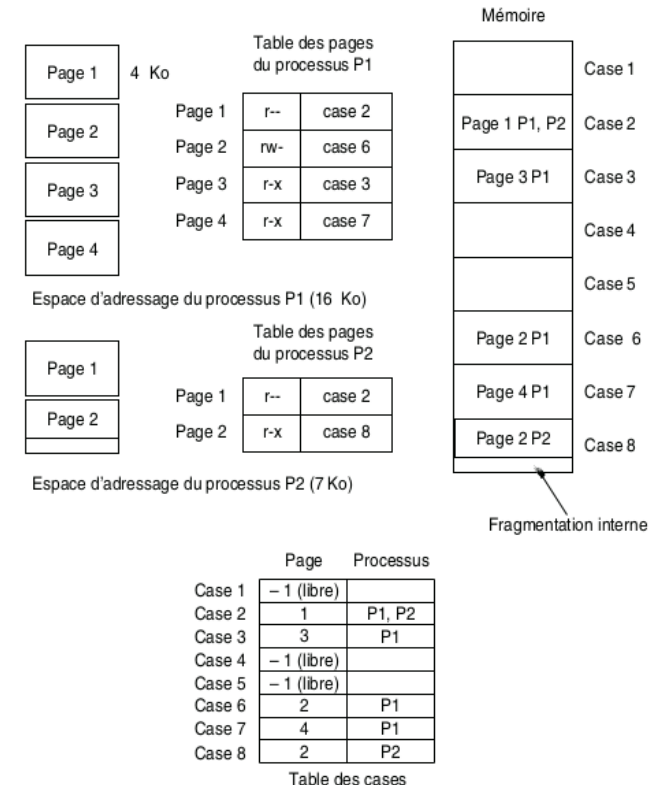 Mémoire
Table des pages
du processus P1
Page 1 4 Ko
Page 1 r-- case 2
Page 2 rw- case 6
Page 3 r-x case 3
Page 4 r-x case 7
Page 2
Page 3
Page 4
Espace d'adressage du processus P1 (16 Ko)
Table des pages
du processus P2
Page 1
Page 2
Page 1 r-- case 2
Page 2 r-x case 8
Espace d'adressage du processus P2 (7 Ko)
Case 1
Page 1 P1, P2 Case 2
Page 3 P1 Case 3
Case 4
Case 5
Page 2 P1 Case 6
Page 4 P1 Case 7
Page 2 P2 Case 8
Fragmentation interne
Page Processus
Case 1 – 1 (libre)
Case 2 1 P1, P2
Case 3 3 P1
Case 4 – 1 (libre)
Case 5 – 1 (libre)
Case 6 2 P1
Case 7 4 P1
Case 8 2 P2
Table des cases